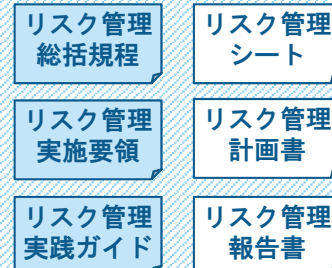 リスク管理
総括規程
リスク管理
シート
リスク管理
実施要領
リスク管理
計画書
リスク管理
実践ガイド
リスク管理
報告書